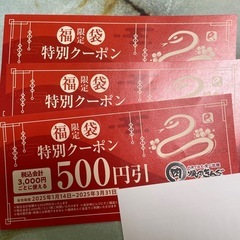 福限定袋
特別クーポン
福限定袋
特別クーポン
福限定袋
特別クーポン
税込会計
3,000円
ごとに使える
500円引
2025年1月14日~2025年3月31日